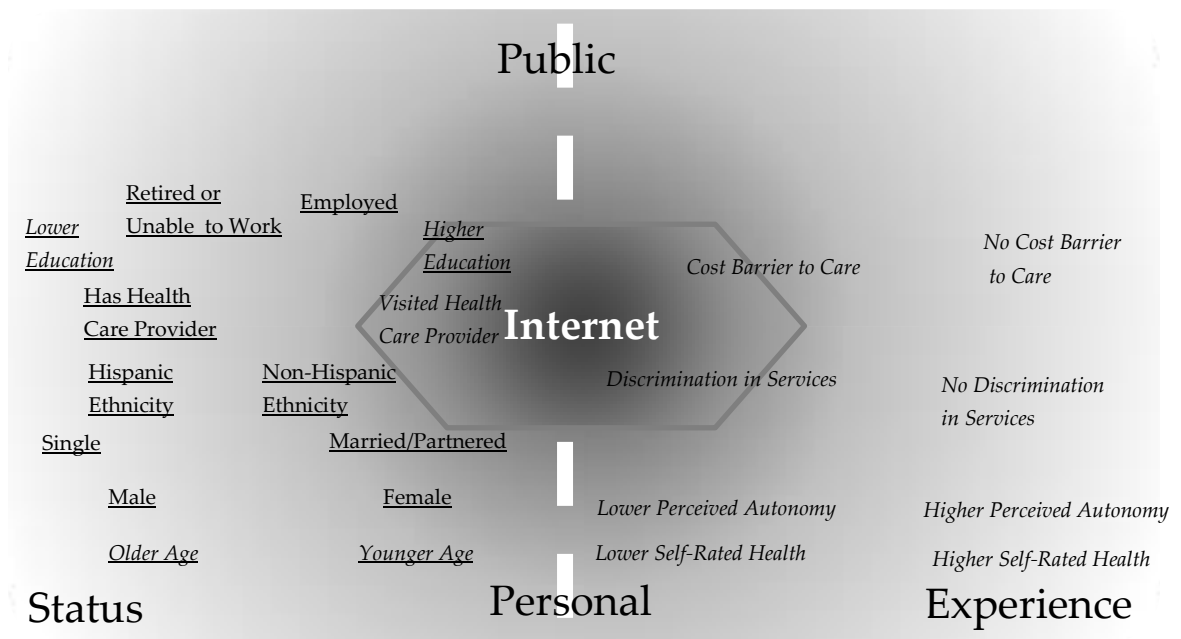 Public
Retired or
Unable to Work
Employed
Lower
Education
Higher
Education
No Cost Barrier
to Care
Cost Barrier to Care
Has Health
Care Provider
Visited Health
Care Provider
Internet
Hispanic
Ethnicity
Non-Hispanic
Ethnicity
Discrimination in Services
No Discrimination
in Services
Single
Married/Partnered
Male
Female
Lower Perceived Autonomy
Higher Perceived Autonomy
Older Age
Younger Age
Lower Self-Rated Health
Higher Self-Rated Health
Status
Personal
Experience